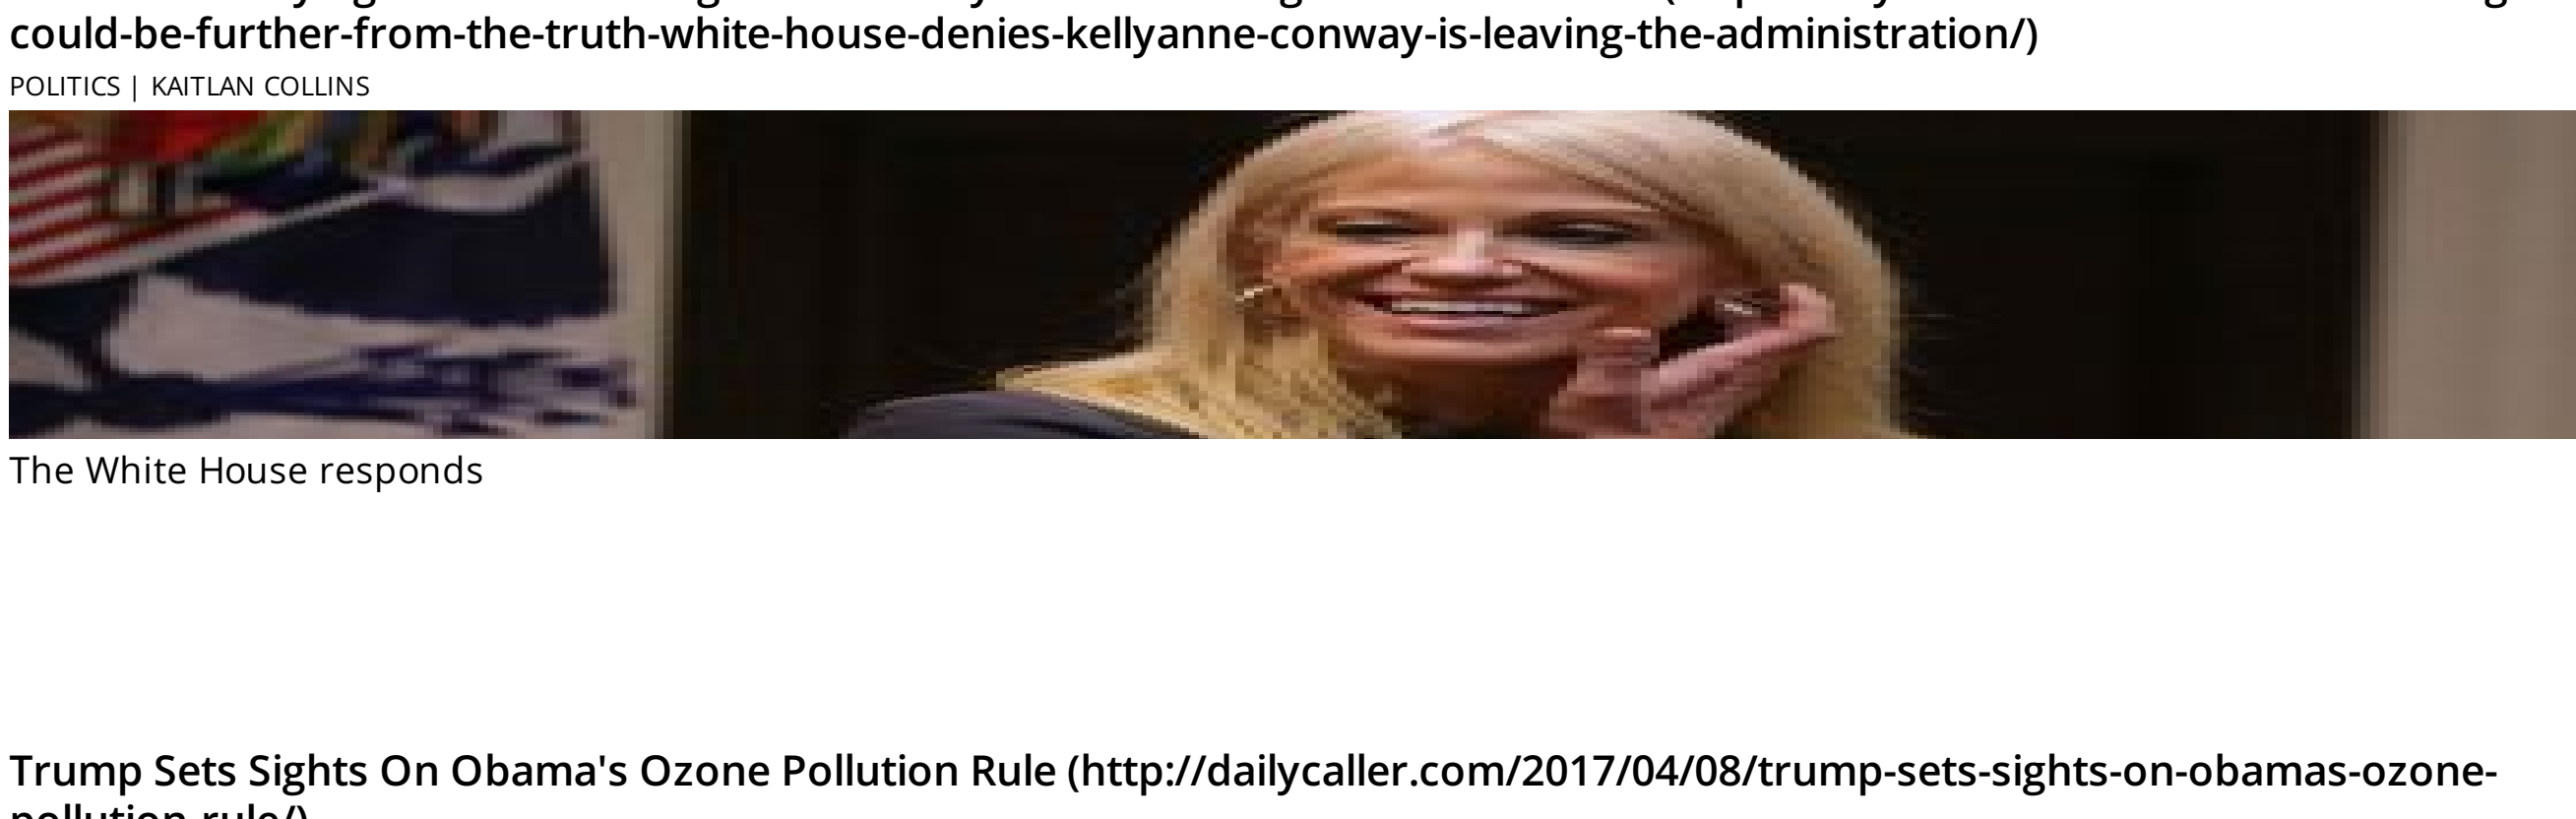 could-be-further-from-the-truth-white-house-denies-kellyanne-conway-is-leaving-the-administration/)
POLITICS | KAITLAN COLLINS
The White House responds
Trump Sets Sights On Obama's Ozone Pollution Rule (http://dailycaller.com/2017/04/08/trump-sets-sights-on-obamas-ozone-
pollution-rule/)